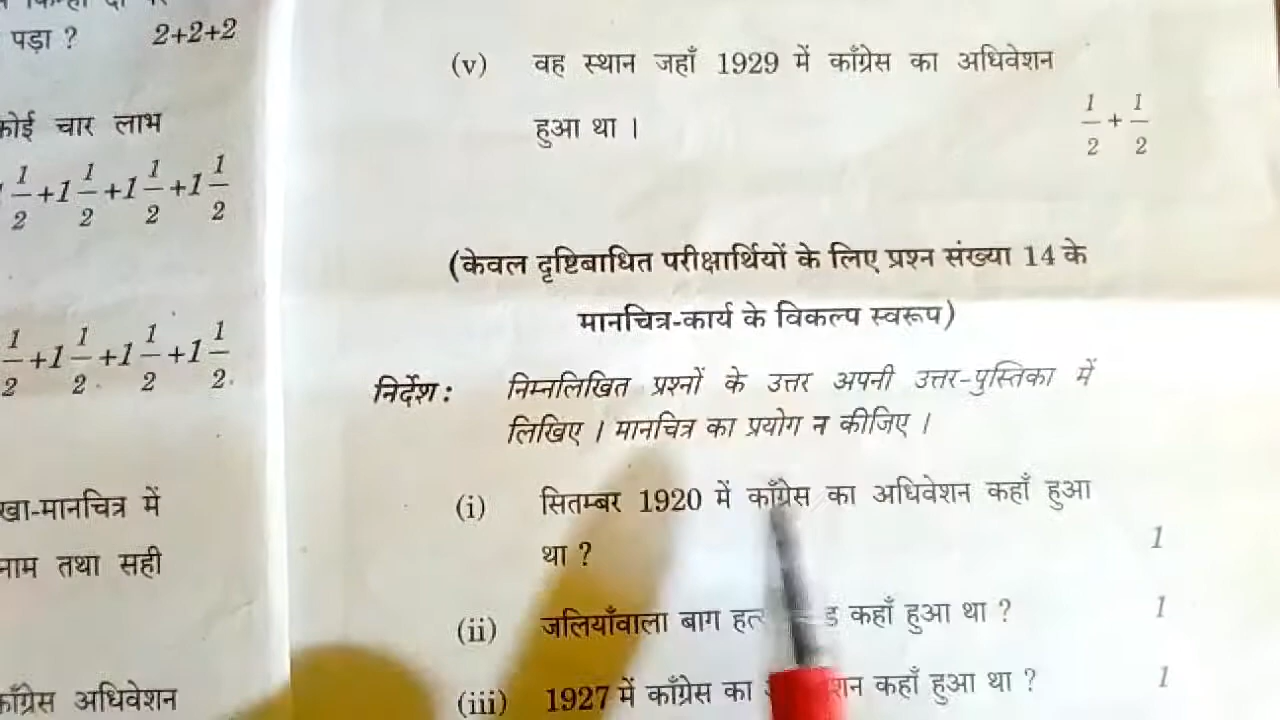 पड़ा ? 2+2+2
कोई चार लाभ
1/2 +1 1/2 +1 1/2 +1 1/2
1/2 +1 1/2 +1 1/2 +1 1/2
मानचित्र में
नाम तथा सही
काँग्रेस अधिवेशन
(v) वह स्थान जहाँ 1929 में काँग्रेस का अधिवेशन
हुआ था । 1/2 + 1/2
(केवल दृष्टिबाधित परीक्षार्थियों के लिए प्रश्न संख्या 14 के
मानचित्र-कार्य के विकल्प स्वरूप)
निर्देश : निम्नलिखित प्रश्नों के उत्तर अपनी उत्तर-पुस्तिका में
लिखिए । मानचित्र का प्रयोग न कीजिए ।
(i) सितम्बर 1920 में काँग्रेस का अधिवेशन कहाँ हुआ
था ? 1
(ii) जलियाँवाला बाग कहाँ हुआ था ? 1
(iii) 1927 में काँग्रेस का कहाँ हुआ था ? 1